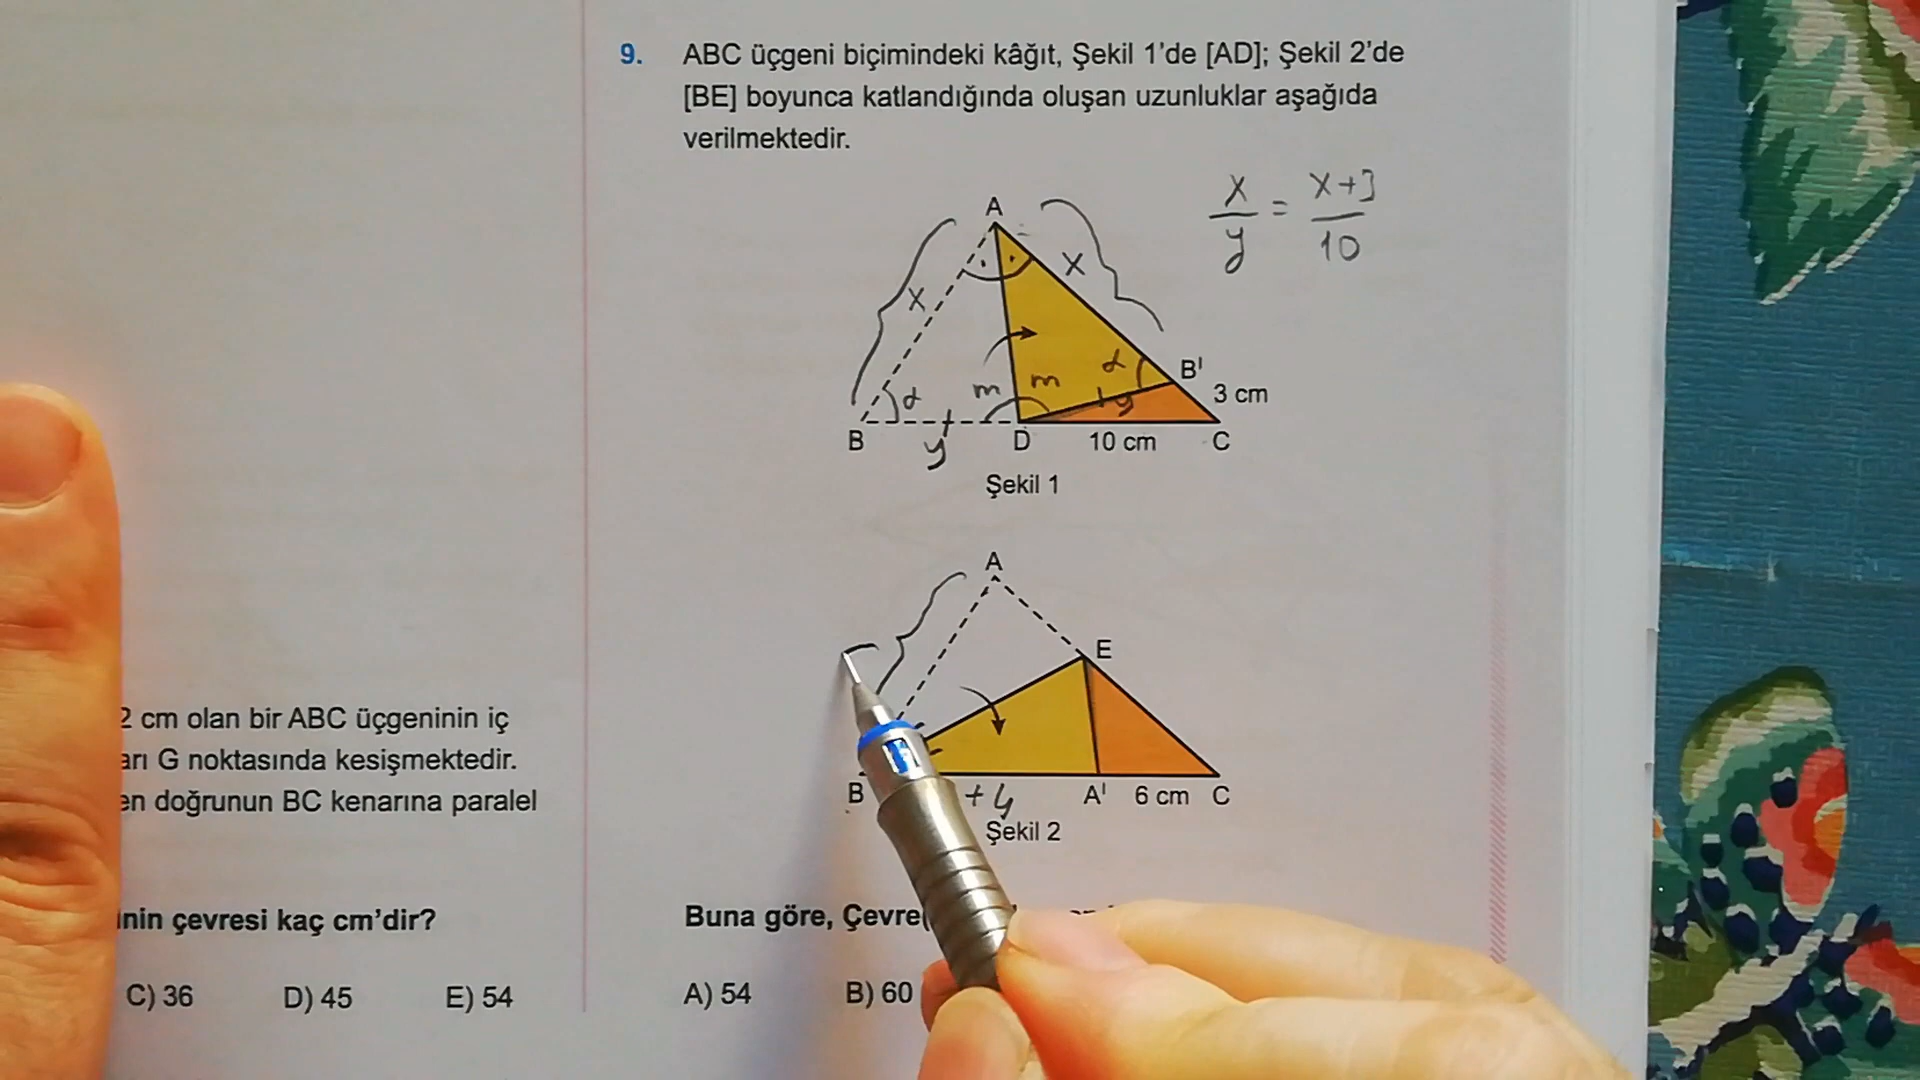 2 cm olan bir ABC üçgeninin iç
arı G noktasında kesişmektedir.
en doğrunun BC kenarına paralel
nin çevresi kaç cm'dir?
C) 36 D) 45 E) 54
9. ABC üçgeni biçimindeki kâğıt, Şekil 1'de [AD]; Şekil 2'de
[BE] boyunca katlandığında oluşan uzunluklar aşağıda
verilmektedir.
x/y = x+3/10
A
x x
α B'
m m 3 cm
α y
B y D 10 cm C
Şekil 1
A
E
B +4 A' 6 cm C
Şekil 2
Buna göre, Çevre(
A) 54 B) 60